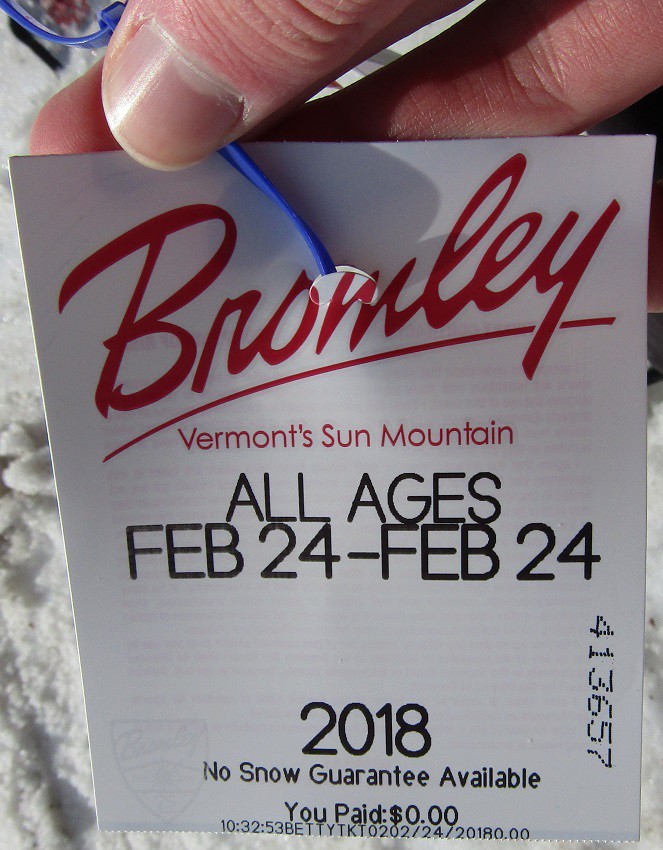 Bromley
Vermont's Sun Mountain
ALL AGES
FEB 24-FEB 24
413657
2018
No Snow Guarantee Available
You Paid:$0.00
10:32:53BETTYTKT0202/24/20180.00